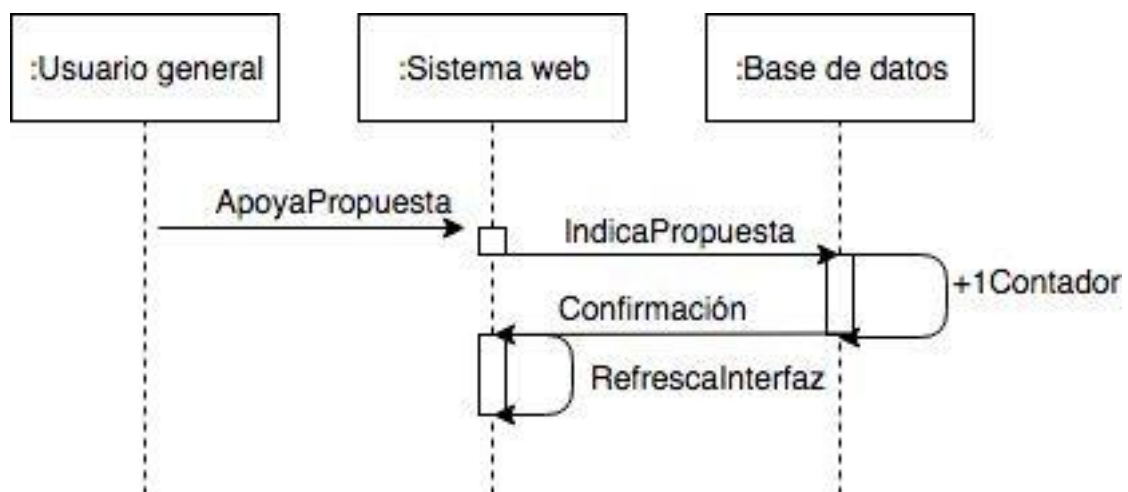 :Usuario general
:Sistema web
:Base de datos
ApoyaPropuesta
IndicaPropuesta
+1Contador
Confirmación
RefrescaInterfaz